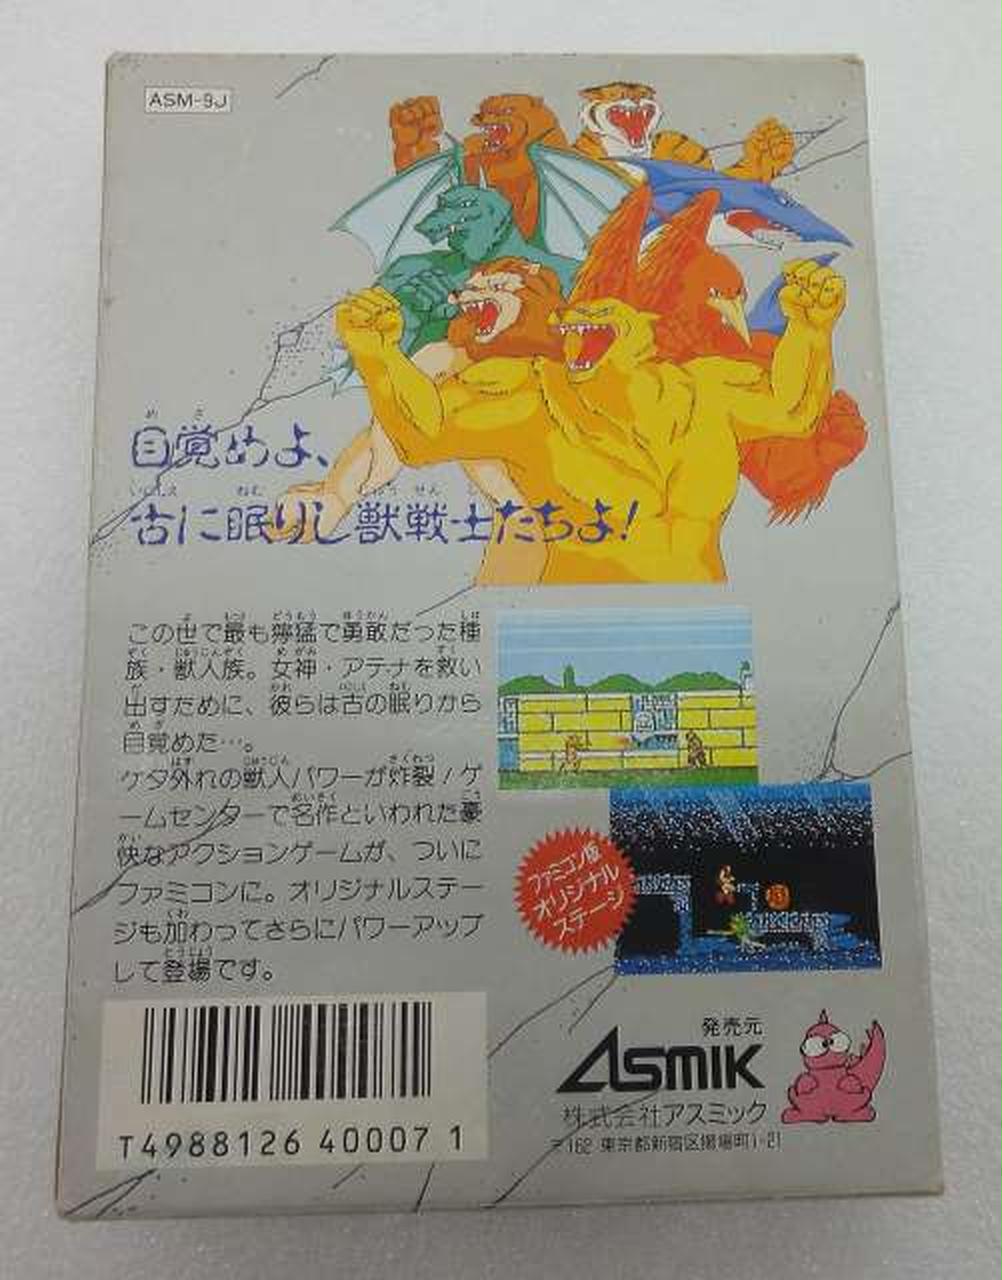 ASM-9J
目覚めよ、
古に眠りし獣戦士たちよ!
この世で最も獰猛で勇敢だった種
族・獣人族。女神・アテナを救い
出すために、彼らは古の眠りから
目覚めた…。
ケタ外れの獣人パワーが炸裂!ゲ
ームセンターで名作といわれた豪
快なアクションゲームが、ついに
ファミコンに。オリジナルステー
ジも加わってさらにパワーアップ
して登場です。
ファミコン版
オリジナル
ステージ
T4988126 40007 1
発売元
ASMIK
株式会社アスミック
〒162 東京都新宿区揚場町1-21